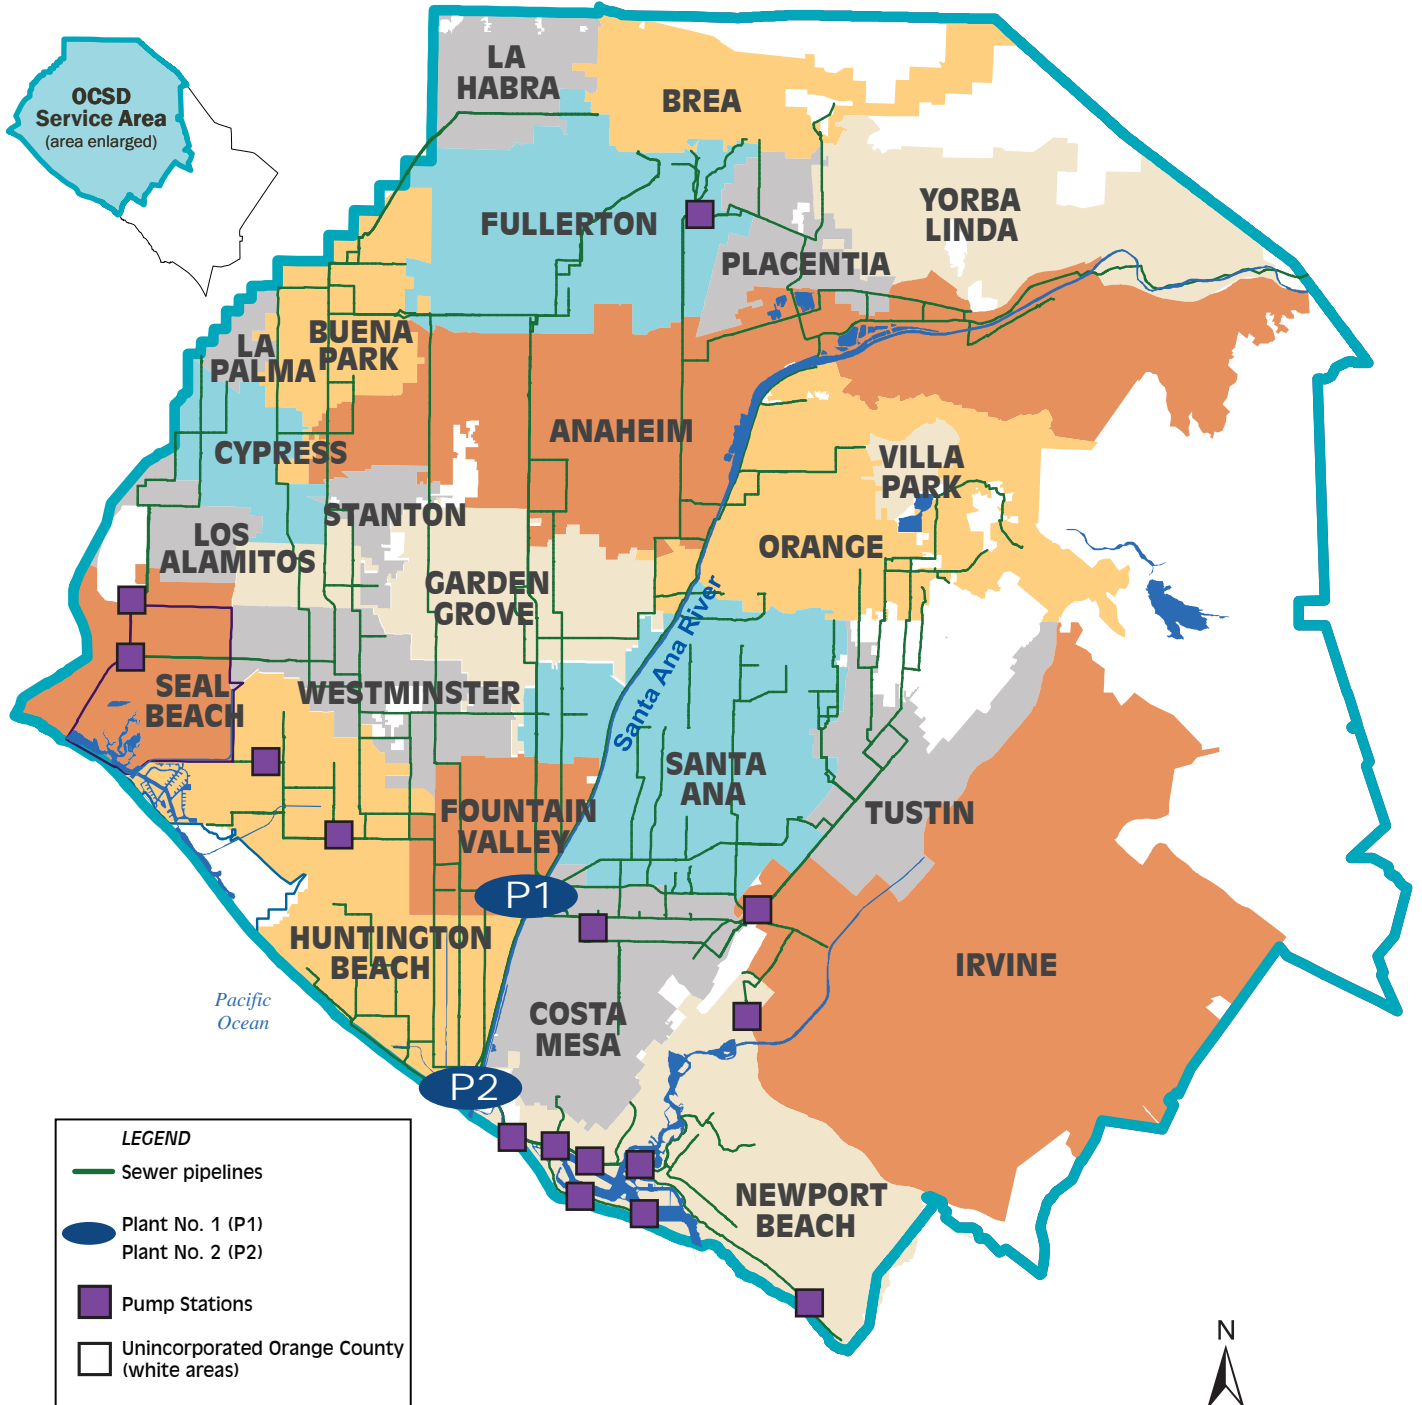 OCSD
Service Area
(area enlarged)
LA
HABRA
BREA
YORBA
LINDA
FULLERTON
PLACENTIA
BUENA
PARK
LA
PALMA
ANAHEIM
CYPRESS
VILLA
PARK
STANTON
LOS
ALAMITOS
ORANGE
GARDEN
GROVE
Santa Ana River
SEAL
BEACH
WESTMINSTER
SANTA
ANA
FOUNTAIN
VALLEY
TUSTIN
P1
HUNTINGTON
BEACH
IRVINE
Pacific
Ocean
COSTA
MESA
P2
NEWPORT
BEACH
LEGEND
Sewer pipelines
Plant No. 1 (P1)
Plant No. 2 (P2)
Pump Stations
Unincorporated Orange County
(white areas)
N